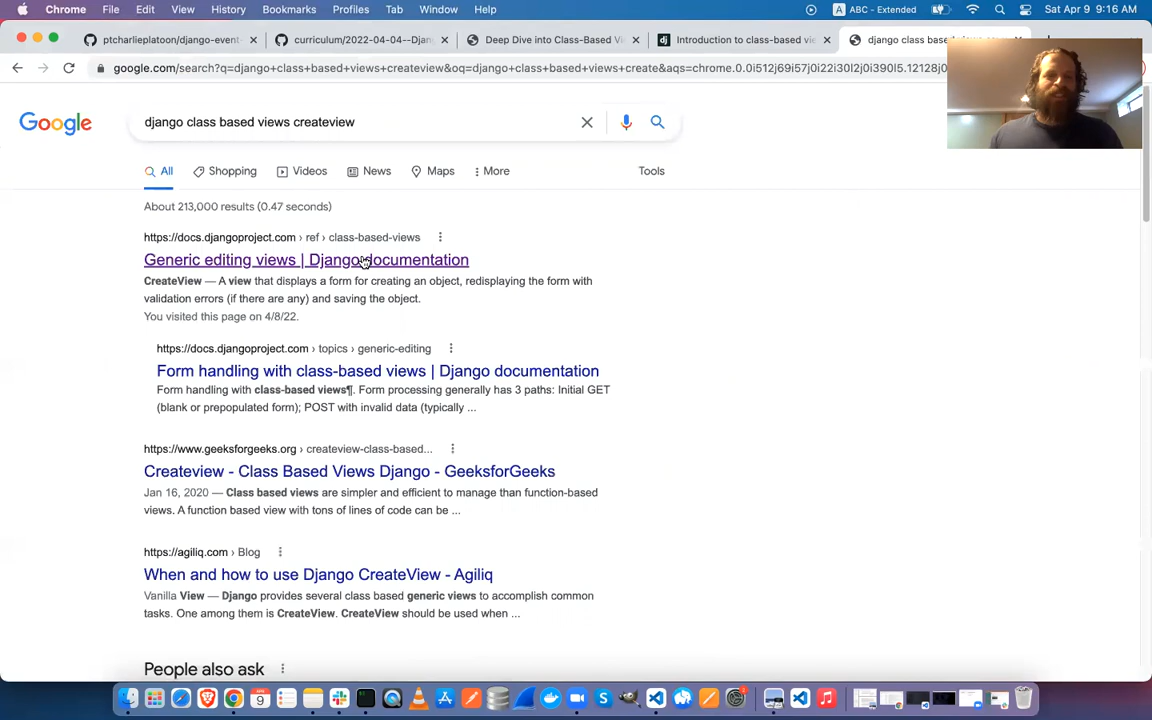 Chrome File Edit View History Bookmarks Profiles Tab Window Help
A ABC - Extended Sat Apr 9 9:16 AM
ptcharlieplatoon/django-event- curriculum/2022-04-04--Djang Deep Dive into Class-Based Vi Introduction to class-based vie django class based
google.com/search?q=django+class+based+views+createview&oq=django+class+based+views+create&aqs=chrome.0.0i512j69i57j0i22i30l2j0i390l5.12128j0
Google
django class based views createview
All Shopping Videos News Maps More Tools
About 213,000 results (0.47 seconds)
https://docs.djangoproject.com › ref › class-based-views
Generic editing views | Django documentation
CreateView — A view that displays a form for creating an object, redisplaying the form with
validation errors (if there are any) and saving the object.
You visited this page on 4/8/22.
https://docs.djangoproject.com › topics › generic-editing
Form handling with class-based views | Django documentation
Form handling with class-based views¶. Form processing generally has 3 paths: Initial GET
(blank or prepopulated form); POST with invalid data (typically ...
https://www.geeksforgeeks.org › createview-class-based...
Createview - Class Based Views Django - GeeksforGeeks
Jan 16, 2020 — Class based views are simpler and efficient to manage than function-based
views. A function based view with tons of lines of code can be ...
https://agiliq.com › Blog
When and how to use Django CreateView - Agiliq
Vanilla View — Django provides several class based generic views to accomplish common
tasks. One among them is CreateView. CreateView should be used when ...
People also ask